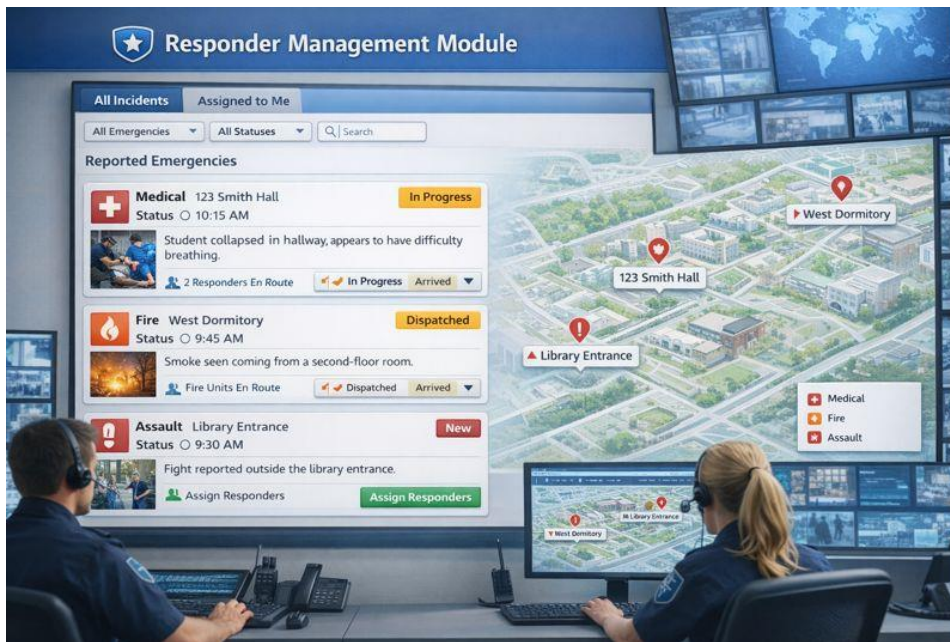 Responder Management Module
All Incidents
Assigned to Me
All Emergencies
All Statuses
Search
Reported Emergencies
Medical 123 Smith Hall
In Progress
Status 10:15 AM
Student collapsed in hallway, appears to have difficulty
breathing.
2 Responders En Route
In Progress Arrived
Fire West Dormitory
Dispatched
Status 9:45 AM
Smoke seen coming from a second-floor room.
Fire Units En Route
Dispatched Arrived
Assault Library Entrance
New
Status 9:30 AM
Fight reported outside the library entrance.
Assign Responders
Assign Responders
West Dormitory
123 Smith Hall
Library Entrance
Medical
Fire
Assault
Library Entrance
West Dormitory